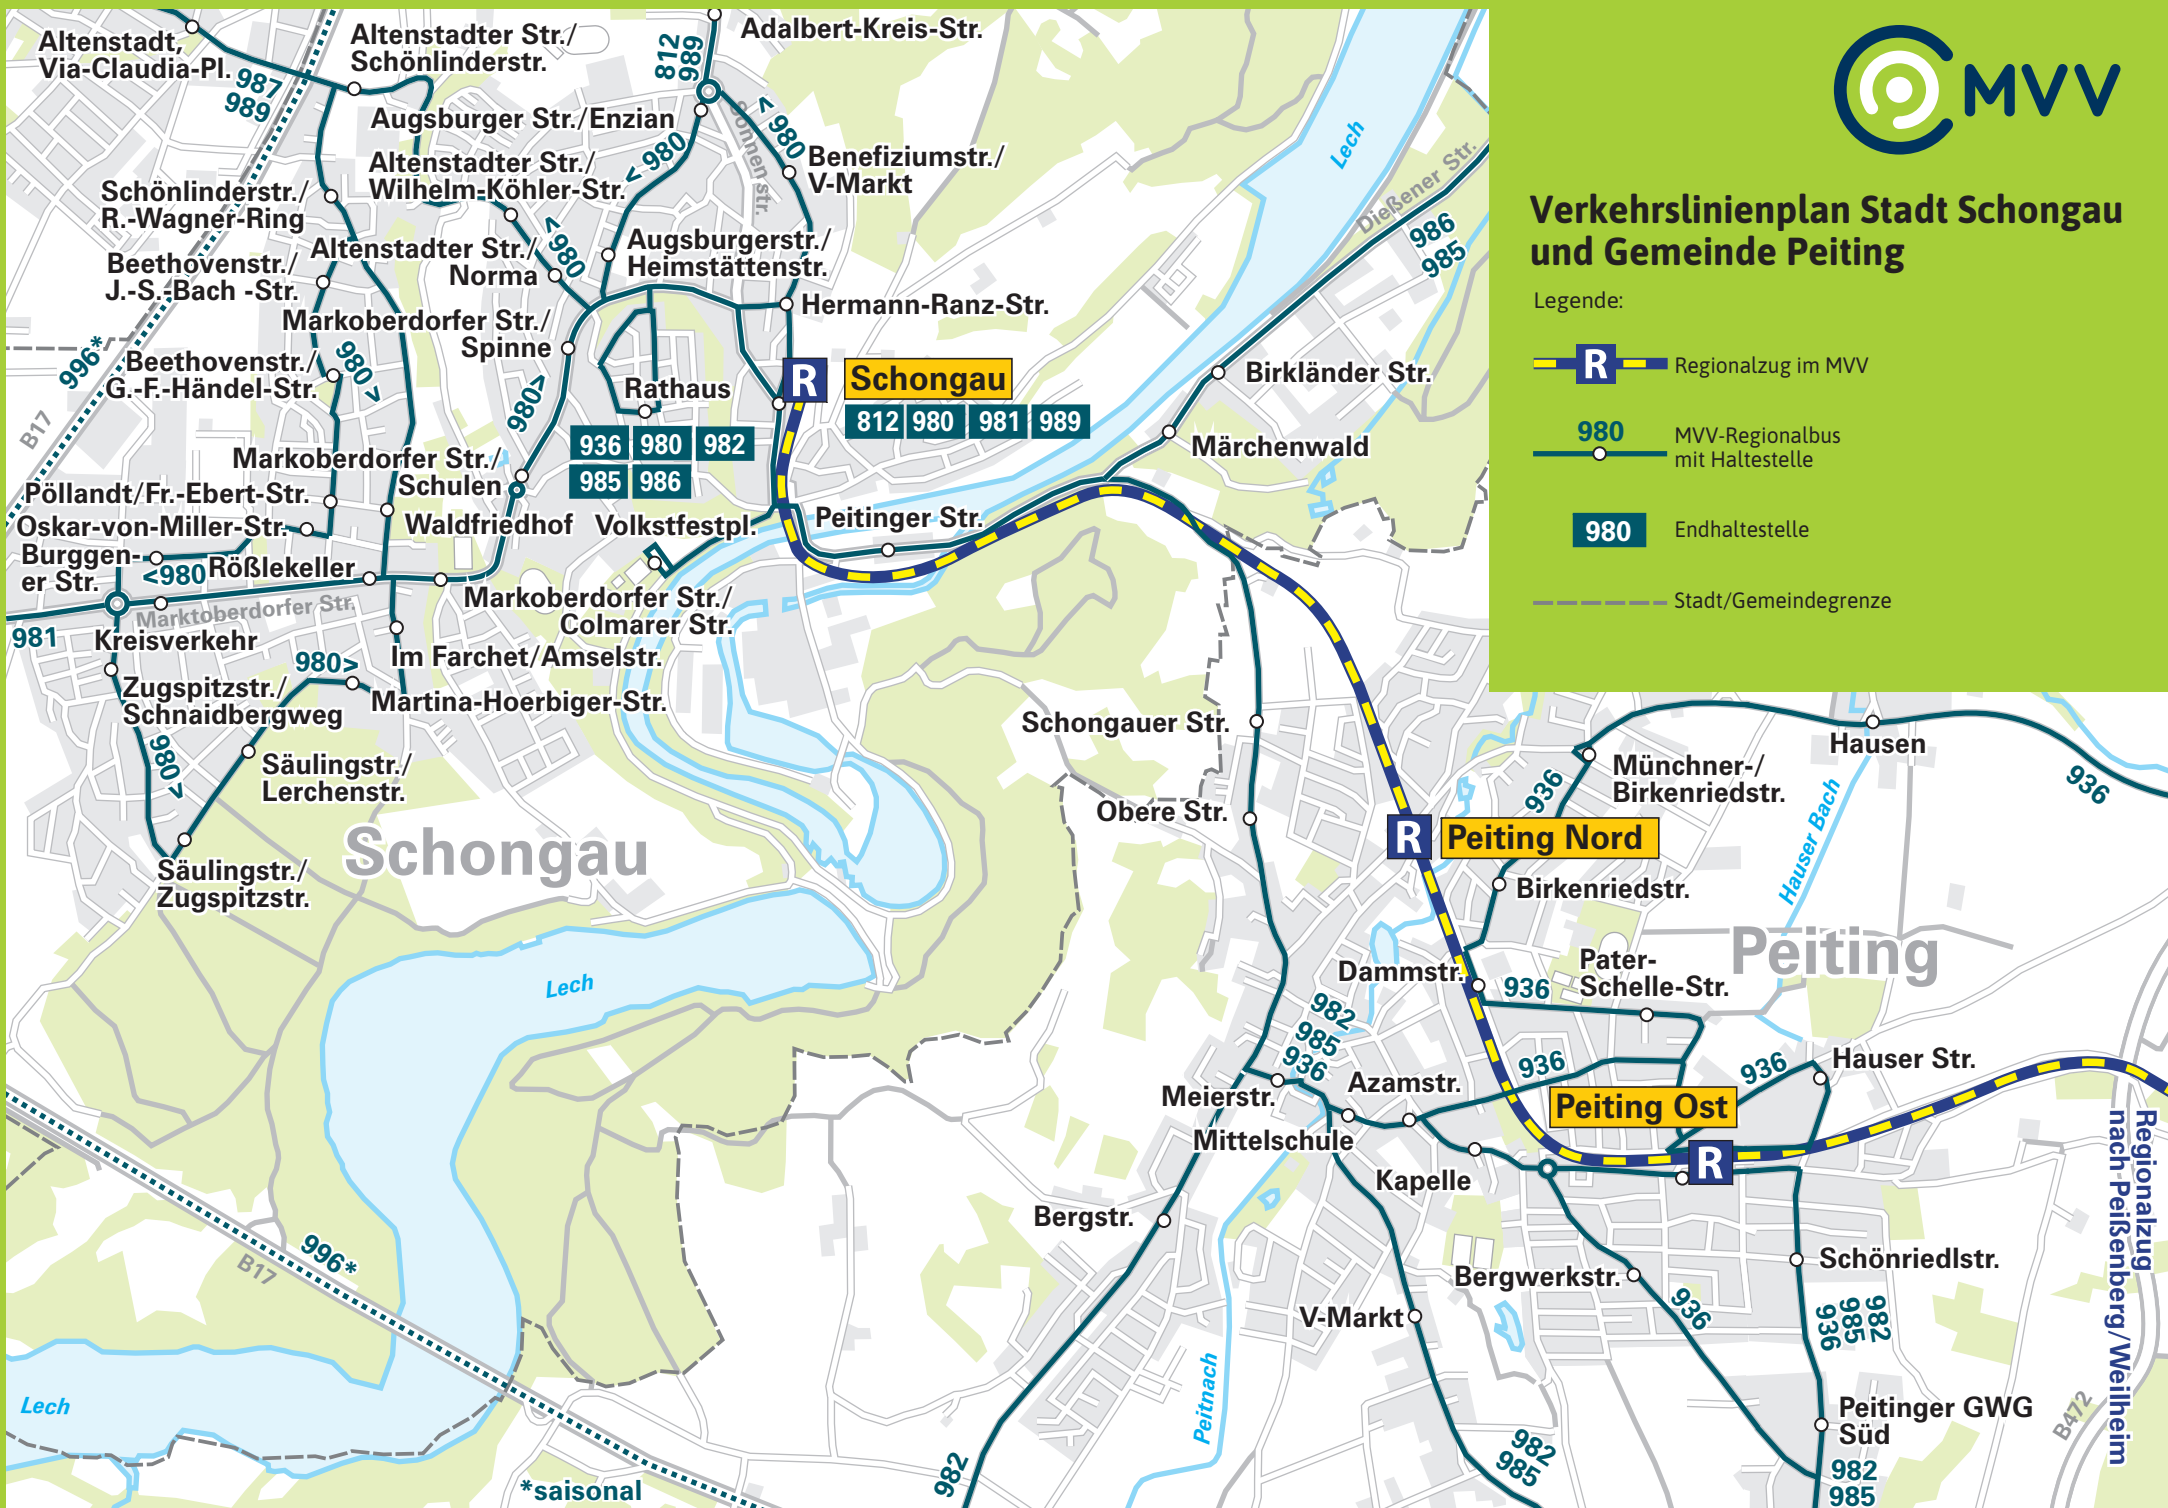 Altenstadt,
Via-Claudia-Pl.
987
989
Altenstadter Str./
Schönlinderstr.
812
989
Adalbert-Kreis-Str.
Augsburger Str./Enzian
Sonnenstr.
< 980
< 980
Altenstadter Str./
Wilhelm-Köhler-Str.
Benefiziumstr./
V-Markt
Schönlinderstr./
R.-Wagner-Ring
Altenstadter Str./
Norma
< 980
Augsburgerstr./
Heimstättenstr.
Beethovenstr./
J.-S.-Bach -Str.
Hermann-Ranz-Str.
Markoberdorfer Str./
Spinne
996*
B17
Beethovenstr./
G.-F.-Händel-Str.
980 >
980>
Rathaus
936 980 982
985 986
R
Schongau
812 980 981 989
Markoberdorfer Str./
Schulen
Pöllandt/Fr.-Ebert-Str.
Oskar-von-Miller-Str.
Waldfriedhof
Volkstfestpl.
Peitinger Str.
Burggen-
er Str.
<980
Rößlekeller
Marktoberdorfer Str.
981
Kreisverkehr
Markoberdorfer Str./
Colmarer Str.
Im Farchet/Amselstr.
980>
Martina-Hoerbiger-Str.
Zugspitzstr./
Schnaidbergweg
980 >
Säulingstr./
Lerchenstr.
Säulingstr./
Zugspitzstr.
Schongau
Lech
Dießener Str.
986
985
Birkländer Str.
Märchenwald
MVV
Verkehrslinienplan Stadt Schongau
und Gemeinde Peiting
Legende:
R
Regionalzug im MVV
980
MVV-Regionalbus
mit Haltestelle
980
Endhaltestelle
Stadt/Gemeindegrenze
Schongauer Str.
Obere Str.
R
Peiting Nord
Münchner-/
Birkenriedstr.
936
Hausen
936
Hauser Bach
Birkenriedstr.
Peiting
Dammstr.
936
Pater-
Schelle-Str.
982
985
936
Meierstr.
Azamstr.
936
936
Hauser Str.
Peiting Ost
R
Mittelschule
Kapelle
Bergstr.
Schönriedlstr.
Bergwerkstr.
936
V-Markt
936
985
982
Peitinger GWG
Süd
982
985
B472
Regionalzug
nach Peißenberg/Weilheim
Peitnach
982
985
982
Lech
Lech
B17
996*
*saisonal